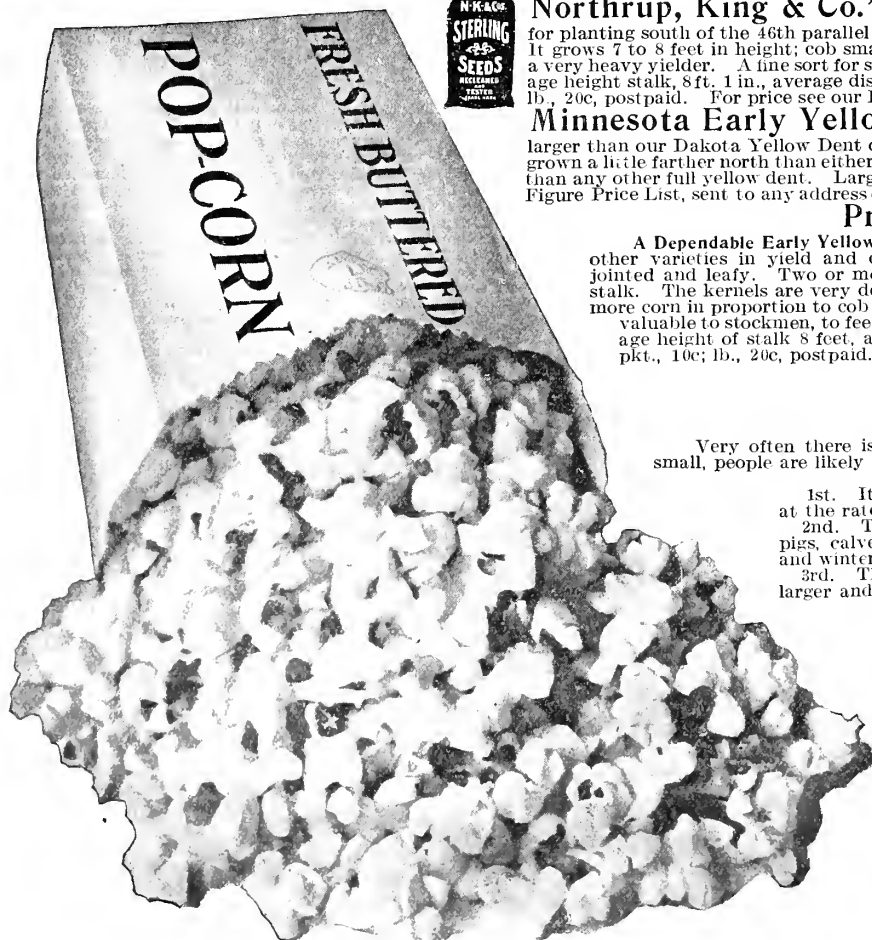 FRESH BUTTERED
POP-CORN
N.K.& Co's.
STERLING
SEEDS
RECLEANED
AND
TESTED
Northrup, King & Co.'
for planting south of the 46th parallel
It grows 7 to 8 feet in height; cob sma
a very heavy yielder. A fine sort for s
age height stalk, 8 ft. 1 in., average dis
lb., 20c, postpaid. For price see our
Minnesota Early Yello
larger than our Dakota Yellow Dent
grown a little farther north than either
than any other full yellow dent. Larg
Figure Price List, sent to any address
Pr
A Dependable Early Yellow
other varieties in yield and
jointed and leafy. Two or mo
stalk. The kernels are very de
more corn in proportion to cob
valuable to stockmen, to fee
age height of stalk 8 feet, a
pkt., 10c; lb., 20c, postpaid.
Very often there is
small, people are likely
1st. It
at the rate
2nd. T
pigs, calve
and winter
3rd. T
larger and